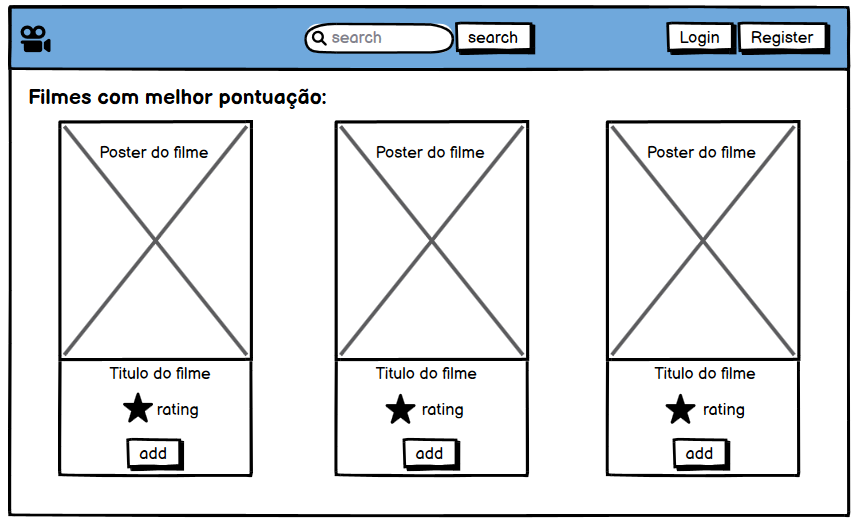 search
search
Login
Register
Filmes com melhor pontuação:
Poster do filme
Poster do filme
Poster do filme
Titulo do filme
Titulo do filme
Titulo do filme
rating
rating
rating
add
add
add